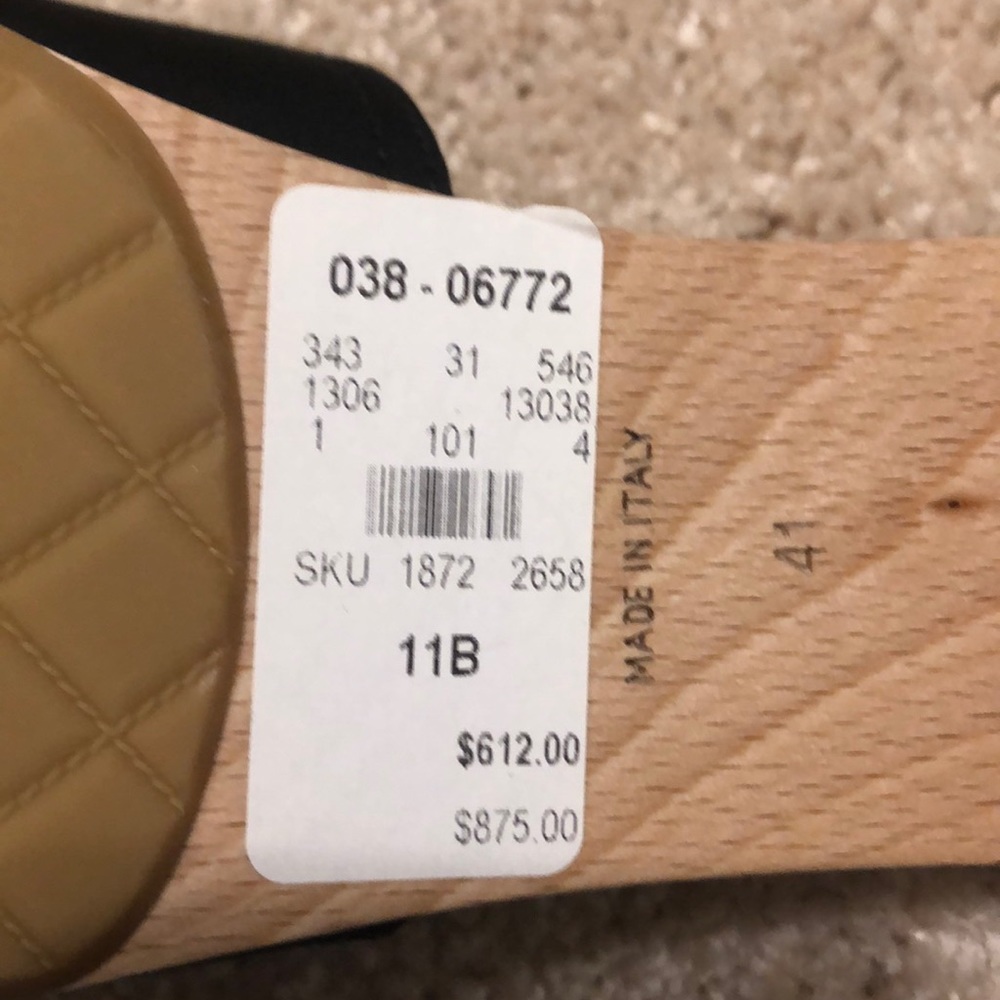 038 - 06772
343 31 546
1306 13038
1 101 4
SKU 1872 2658
11B
$612.00
$875.00
MADE IN ITALY
41